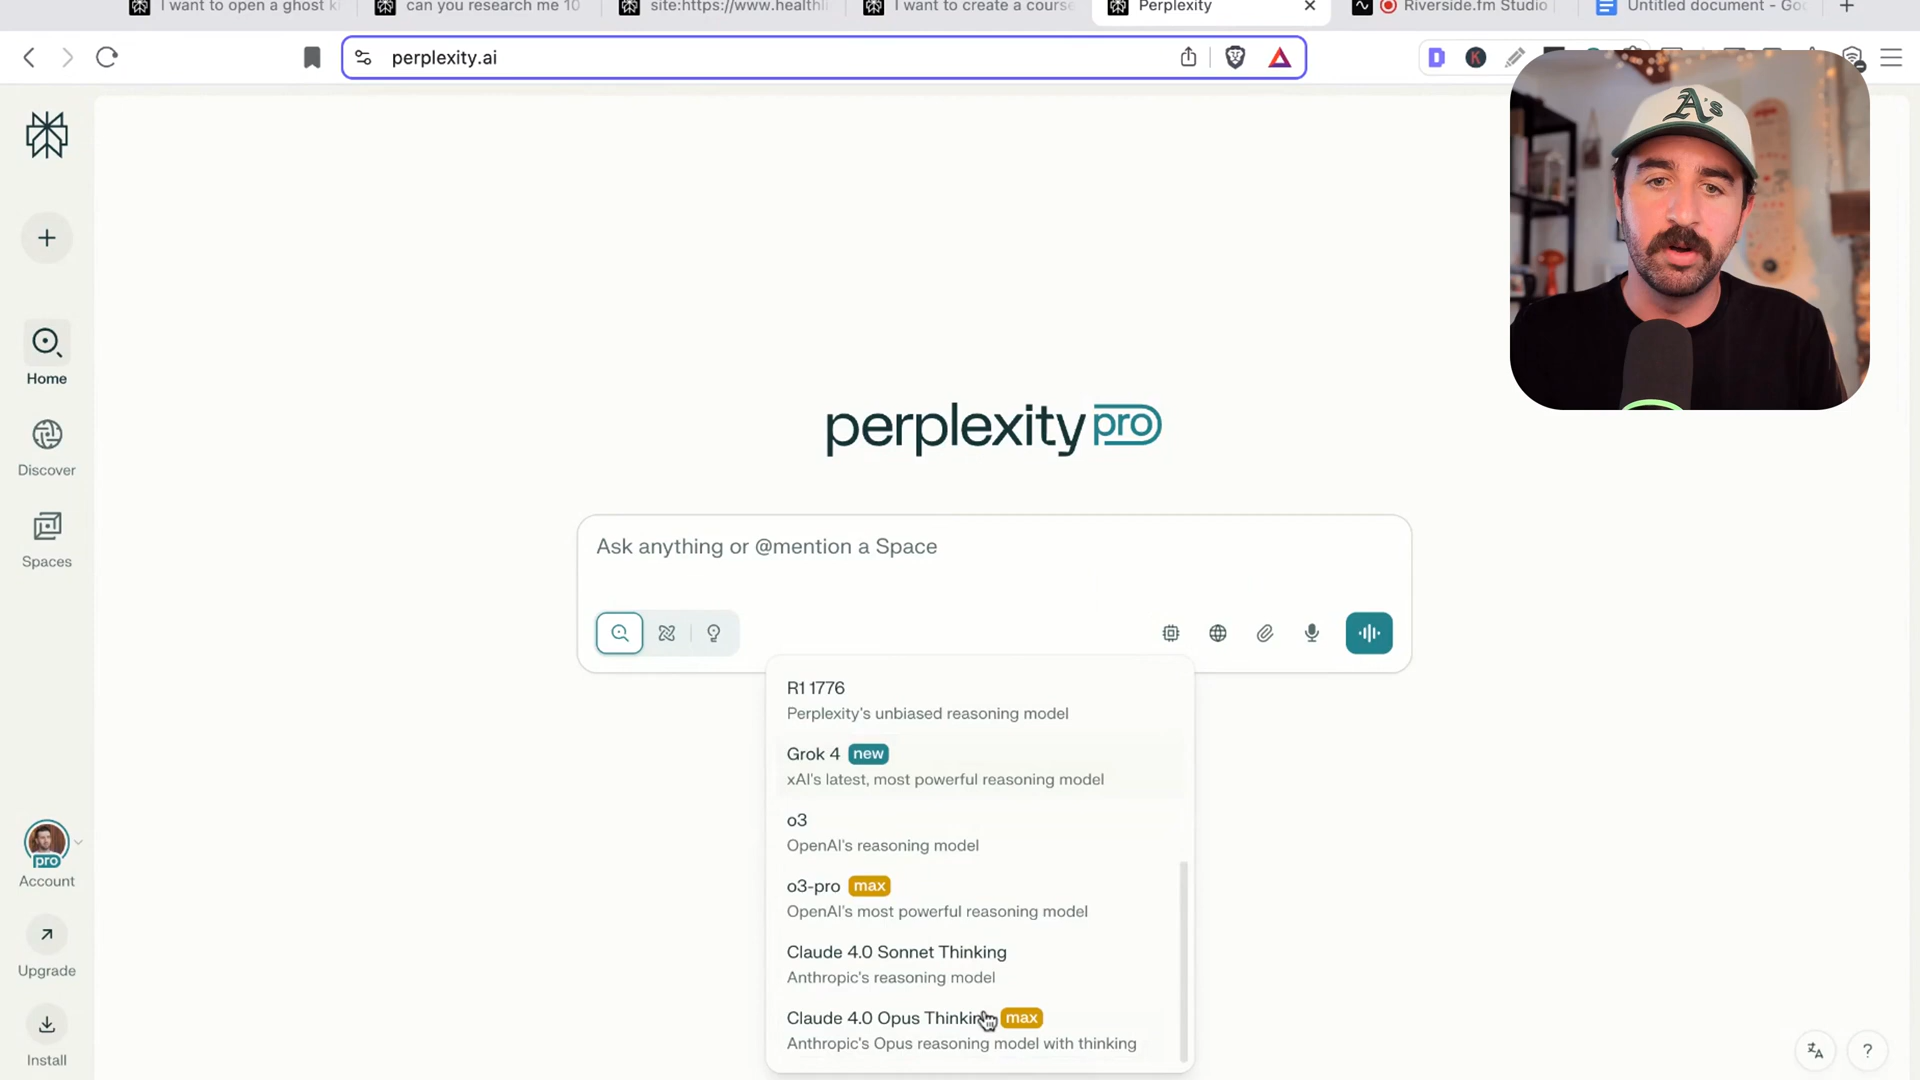 I want to open a ghost ki
can you research me 10
site:https://www.healthli
I want to create a course
Perplexity
Riverside.fm Studio
Untitled document - Goo
perplexity.ai
K
A's
Home
Discover
Spaces
perplexity pro
Ask anything or @mention a Space
R1 1776
Perplexity's unbiased reasoning model
Grok 4 new
xAI's latest, most powerful reasoning model
o3
OpenAI's reasoning model
o3-pro max
OpenAI's most powerful reasoning model
Claude 4.0 Sonnet Thinking
Anthropic's reasoning model
Claude 4.0 Opus Thinking max
Anthropic's Opus reasoning model with thinking
pro
Account
Upgrade
Install
?